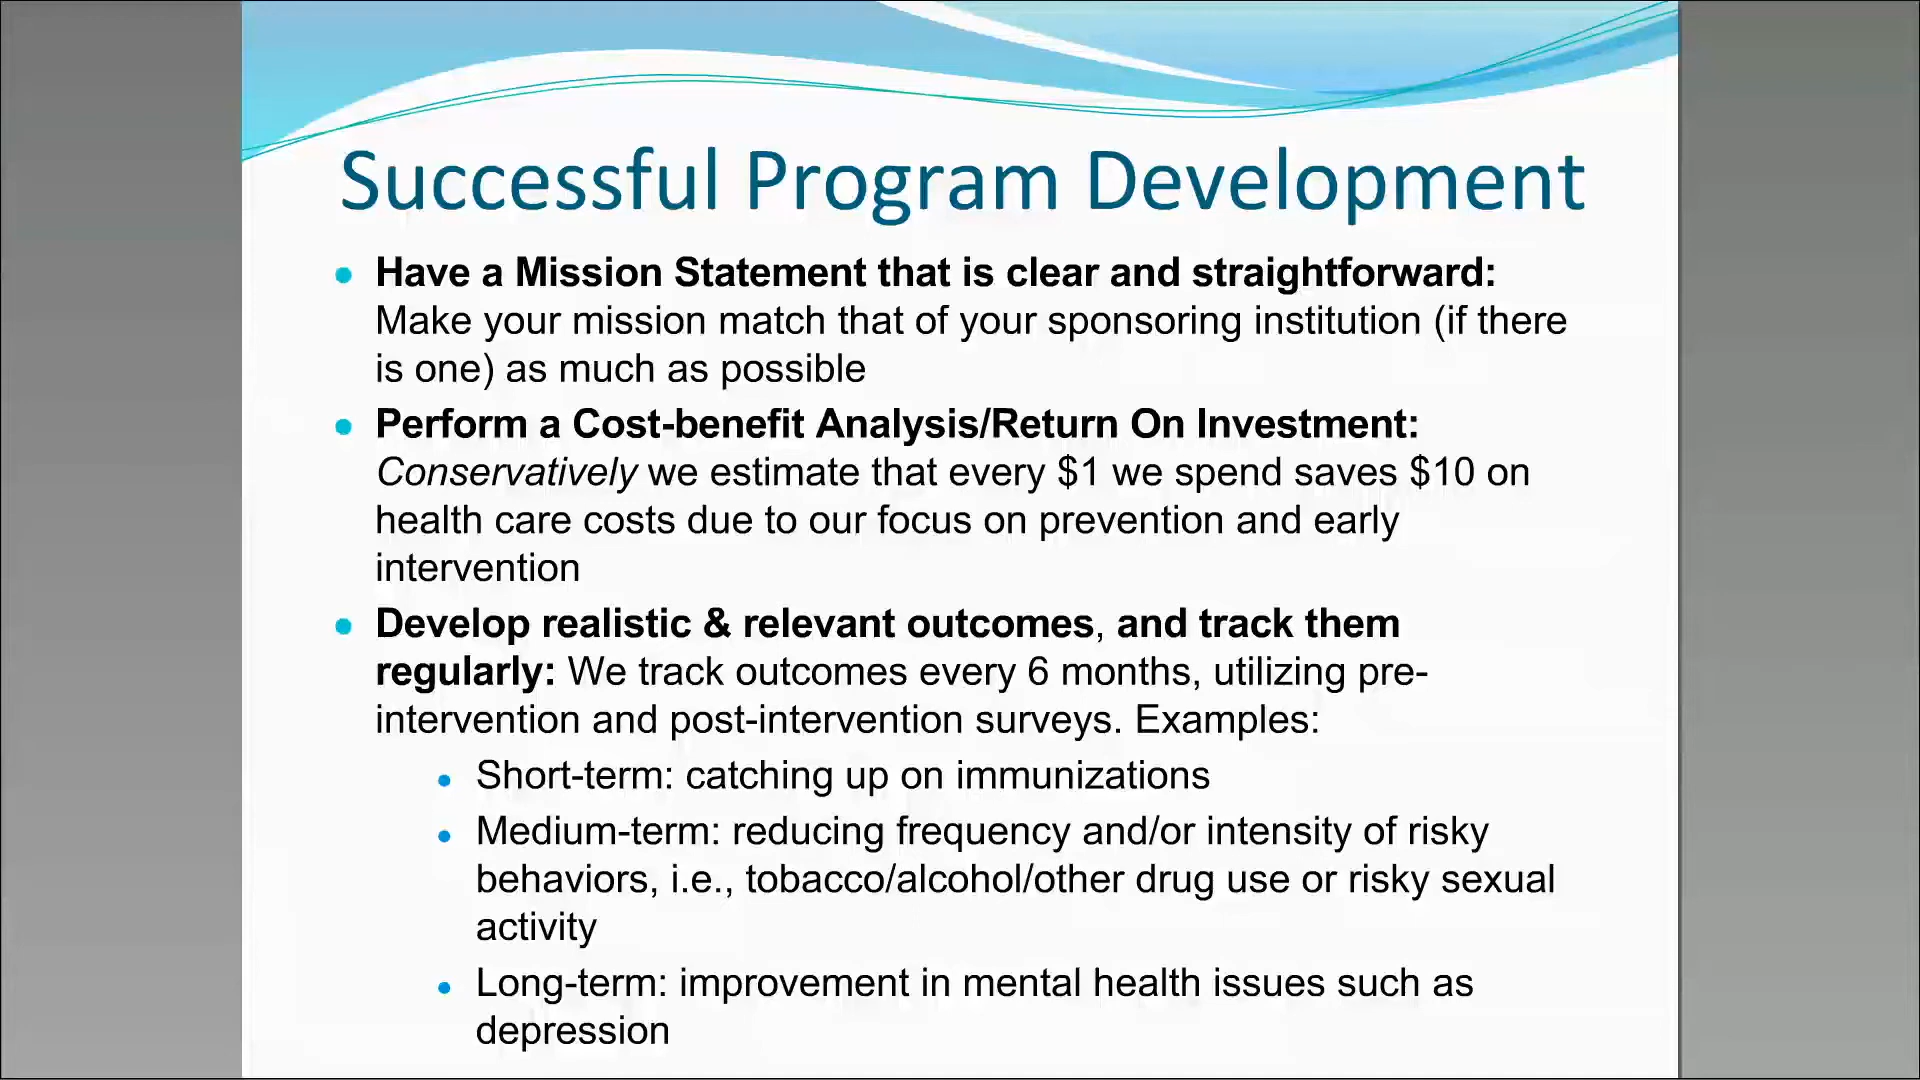 Successful Program Development
• Have a Mission Statement that is clear and straightforward:
Make your mission match that of your sponsoring institution (if there
is one) as much as possible
• Perform a Cost-benefit Analysis/Return On Investment:
Conservatively we estimate that every $1 we spend saves $10 on
health care costs due to our focus on prevention and early
intervention
• Develop realistic & relevant outcomes, and track them
regularly: We track outcomes every 6 months, utilizing pre-
intervention and post-intervention surveys. Examples:
• Short-term: catching up on immunizations
• Medium-term: reducing frequency and/or intensity of risky
behaviors, i.e., tobacco/alcohol/other drug use or risky sexual
activity
• Long-term: improvement in mental health issues such as
depression